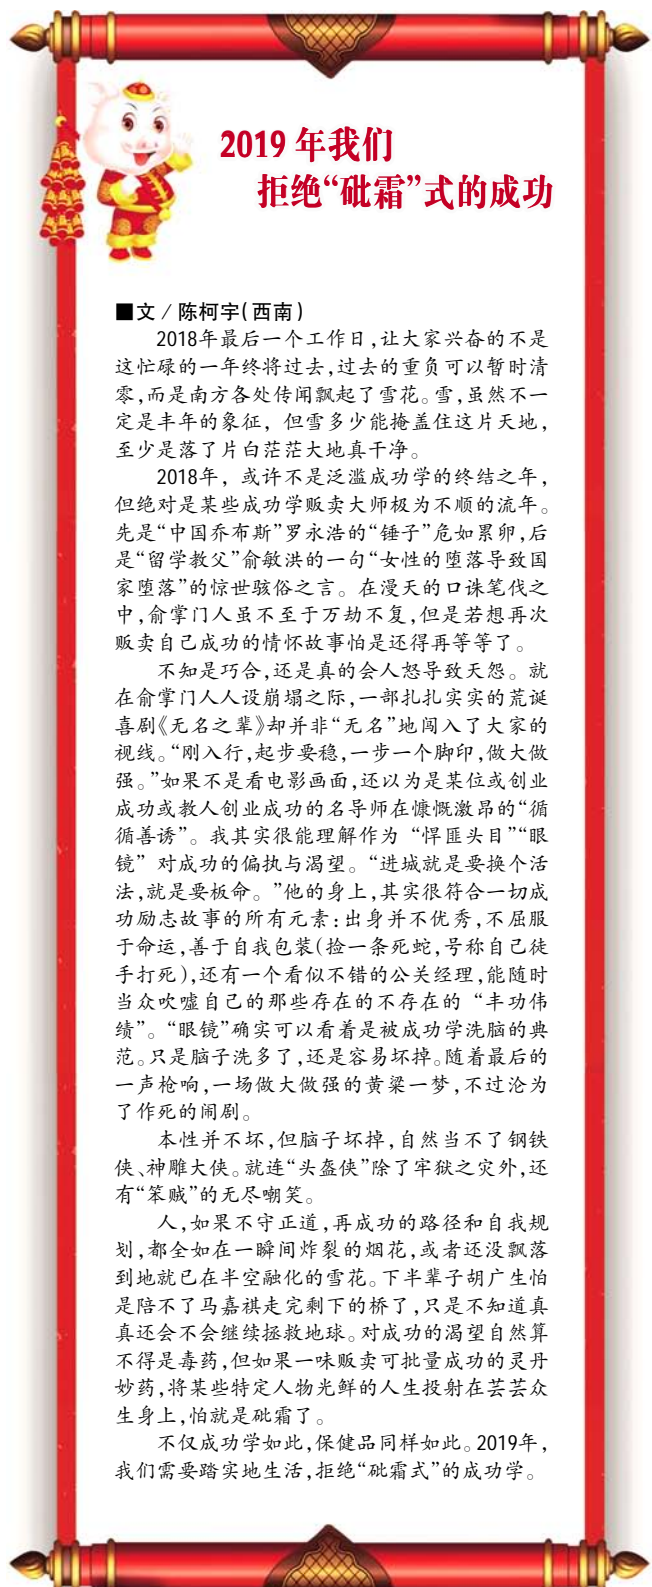 2019 年我们
拒绝“砒霜”式的成功
■文 / 陈柯宇(西南)
2018年最后一个工作日,让大家兴奋的不是
这忙碌的一年终将过去,过去的重负可以暂时清
零,而是南方各处传闻飘起了雪花。雪,虽然不一
定是丰年的象征，但雪多少能掩盖住这片天地,
至少是落了片白茫茫大地真干净。
2018年，或许不是泛滥成功学的终结之年,
但绝对是某些成功学贩卖大师极为不顺的流年。
先是“中国乔布斯”罗永浩的“锤子”危如累卵,后
是“留学教父”俞敏洪的一句“女性的堕落导致国
家堕落”的惊世骇俗之言。在漫天的口诛笔伐之
中,俞掌门人虽不至于万劫不复,但是若想再次
贩卖自己成功的情怀故事怕是还得再等等了。
不知是巧合,还是真的会人怒导致天怨。就
在俞掌门人人设崩塌之际,一部扎扎实实的荒诞
喜剧《无名之辈》却并非“无名”地闯入了大家的
视线。“刚入行,起步要稳,一步一个脚印,做大做
强。”如果不是看电影画面,还以为是某位或创业
成功或教人创业成功的名导师在慷慨激昂的“循
循善诱”。我其实很能理解作为“悍匪头目”“眼
镜”对成功的偏执与渴望。“进城就是要换个活
法,就是要板命。”他的身上,其实很符合一切成
功励志故事的所有元素:出身并不优秀,不屈服
于命运,善于自我包装(捡一条死蛇,号称自己徒
手打死),还有一个看似不错的公关经理,能随时
当众吹嘘自己的那些存在的不存在的“丰功伟
绩”。“眼镜”确实可以看着是被成功学洗脑的典
范。只是脑子洗多了,还是容易坏掉。随着最后的
一声枪响,一场做大做强的黄粱一梦,不过沦为
了作死的闹剧。
本性并不坏,但脑子坏掉,自然当不了钢铁
侠、神雕大侠。就连“头盔侠”除了牢狱之灾外,还
有“笨贼”的无尽嘲笑。
人,如果不守正道,再成功的路径和自我规
划,都全如在一瞬间炸裂的烟花,或者还没飘落
到地就已在半空融化的雪花。下半辈子胡广生怕
是陪不了马嘉祺走完剩下的桥了,只是不知道真
真还会不会继续拯救地球。对成功的渴望自然算
不得是毒药,但如果一味贩卖可批量成功的灵丹
妙药,将某些特定人物光鲜的人生投射在芸芸众
生身上,怕就是砒霜了。
不仅成功学如此,保健品同样如此。2019年,
我们需要踏实地生活,拒绝“砒霜式”的成功学。